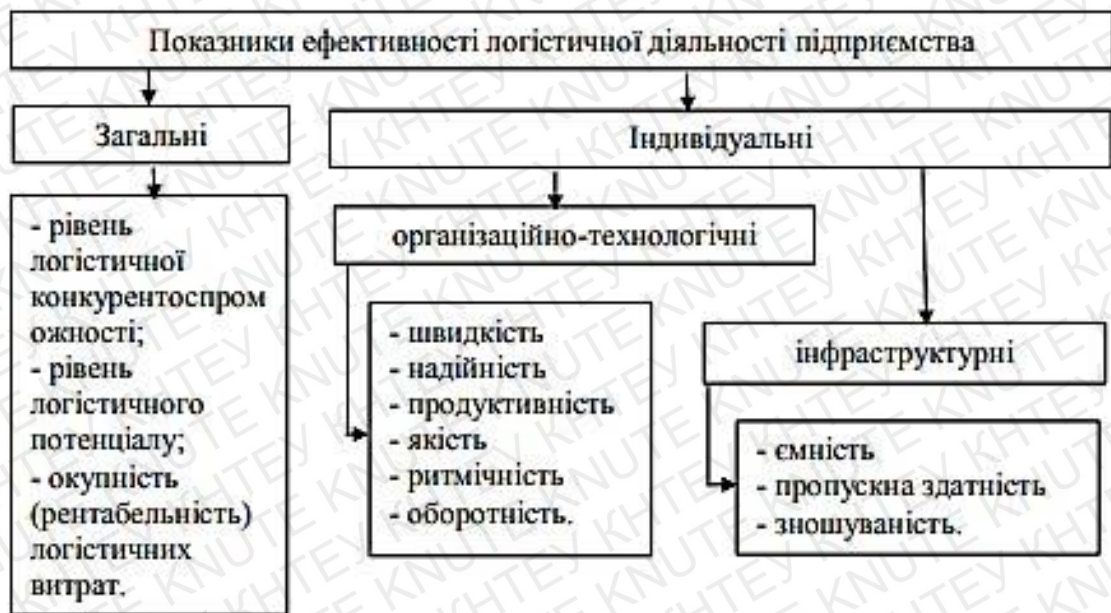 Показники ефективності логістичної діяльності підприємства
Загальні
Індивідуальні
- рівень
логістичної
конкурентоспром
ожності;
- рівень
логістичного
потенціалу;
- окупність
(рентабельність)
логістичних
витрат.
організаційно-технологічні
- швидкість
- надійність
- продуктивність
- якість
- ритмічність
- оборотність.
інфраструктурні
- ємність
- пропускна здатність
- зношуваність.